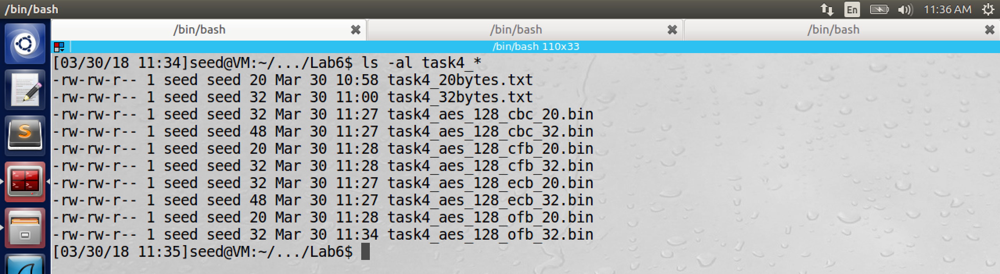 /bin/bash
En
11:36 AM
/bin/bash
/bin/bash
/bin/bash
/bin/bash 110x33
[03/30/18 11:34]seed@VM:~/.../Lab6$ ls -al task4_*
-rw-rw-r-- 1 seed seed 20 Mar 30 10:58 task4_20bytes.txt
-rw-rw-r-- 1 seed seed 32 Mar 30 11:00 task4_32bytes.txt
-rw-rw-r-- 1 seed seed 32 Mar 30 11:27 task4_aes_128_cbc_20.bin
-rw-rw-r-- 1 seed seed 48 Mar 30 11:27 task4_aes_128_cbc_32.bin
-rw-rw-r-- 1 seed seed 20 Mar 30 11:28 task4_aes_128_cfb_20.bin
-rw-rw-r-- 1 seed seed 32 Mar 30 11:28 task4_aes_128_cfb_32.bin
-rw-rw-r-- 1 seed seed 32 Mar 30 11:27 task4_aes_128_ecb_20.bin
-rw-rw-r-- 1 seed seed 48 Mar 30 11:27 task4_aes_128_ecb_32.bin
-rw-rw-r-- 1 seed seed 20 Mar 30 11:28 task4_aes_128_ofb_20.bin
-rw-rw-r-- 1 seed seed 32 Mar 30 11:34 task4_aes_128_ofb_32.bin
[03/30/18 11:35]seed@VM:~/.../Lab6$